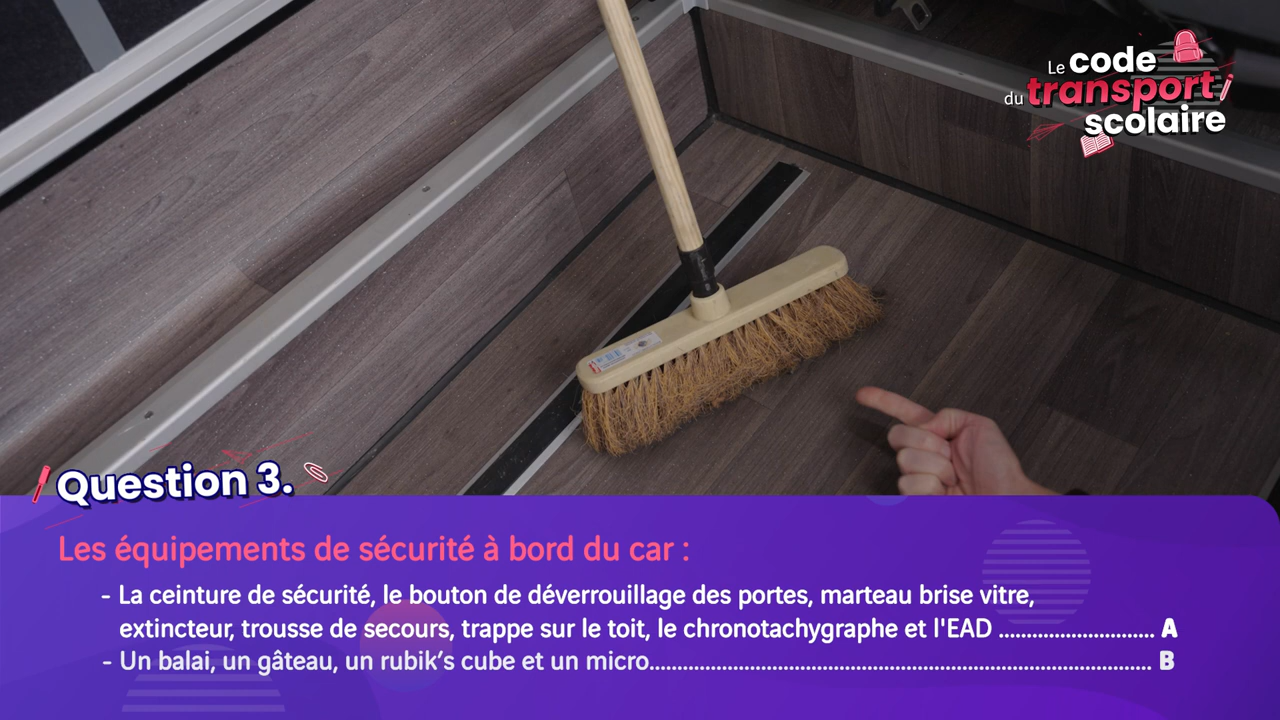 Le code
du transport
scolaire
Question 3.
Les équipements de sécurité à bord du car :
- La ceinture de sécurité, le bouton de déverrouillage des portes, marteau brise vitre,
extincteur, trousse de secours, trappe sur le toit, le chronotachygraphe et l'EAD ............................ A
- Un balai, un gâteau, un rubik’s cube et un micro........................................................................................... B